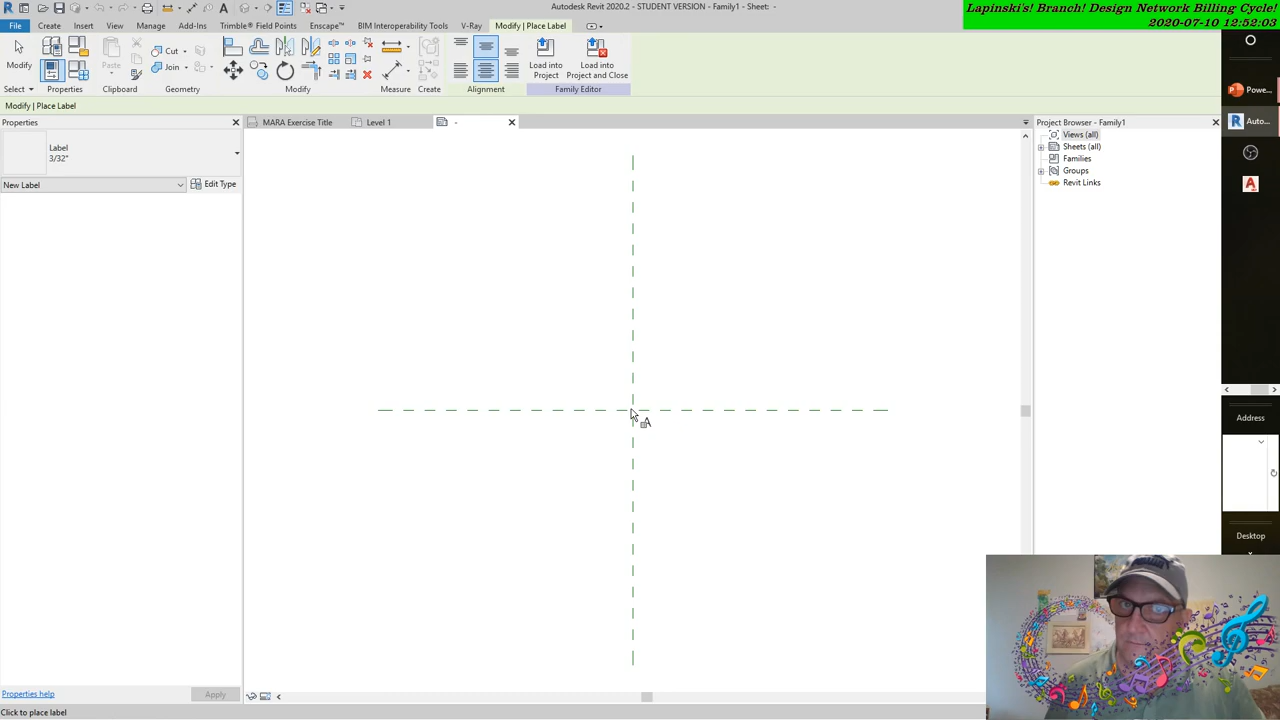 Autodesk Revit 2020.2 - STUDENT VERSION - Family1 - Sheet: -
Lapinski's! Branch! Design Network Billing Cycle!
2020-07-10 12:52:03
File Create Insert View Manage Add-Ins Trimble® Field Points Enscape™ BIM Interoperability Tools V-Ray Modify | Place Label
Modify Paste Cut Join Load into Project Load into Project and Close
Select Properties Clipboard Geometry Modify Measure Create Alignment Family Editor
Modify | Place Label
Properties
Label
3/32"
New Label Edit Type
MARA Exercise Title Level 1 -
Project Browser - Family1
Views (all)
Sheets (all)
Families
Groups
Revit Links
Powe...
Auto...
Address
Desktop
A
Properties help Apply
Click to place label